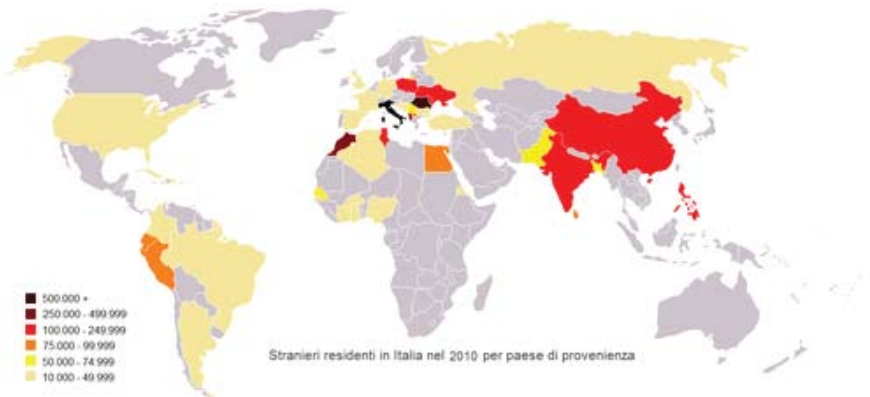 500.000 +
250.000 - 499.999
100.000 - 249.999
75.000 - 99.999
50.000 - 74.999
10.000 - 49.999
Stranieri residenti in Italia nel 2010 per paese di provenienza